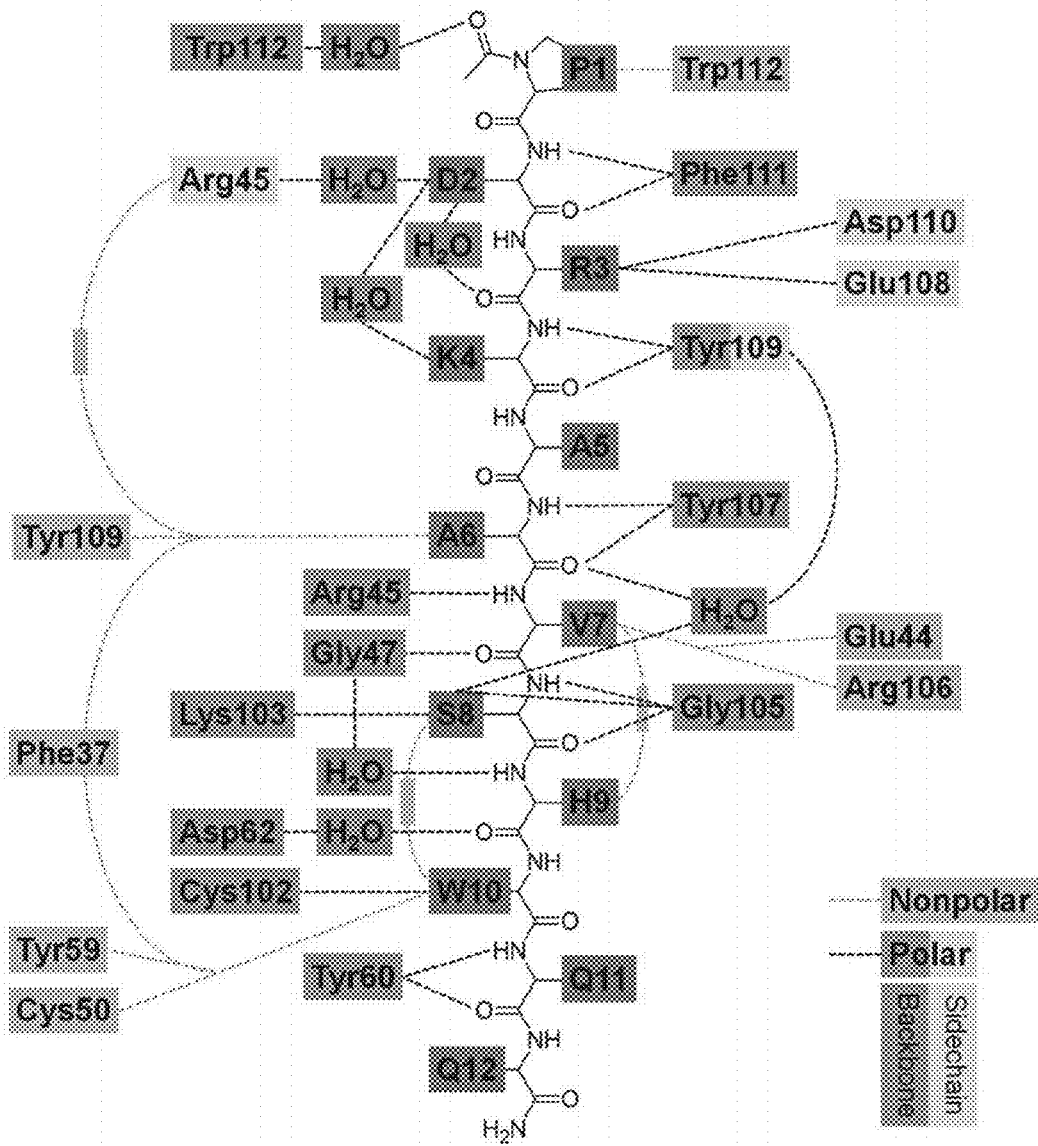 O
Trp112 H₂O
N P1 Trp112
O
NH
Arg45 H₂O D2 Phe111
O
H₂O HN Asp110
R3
H₂O O Glu108
NH
K4 Tyr109
O
HN
A5
O
NH Tyr107
Tyr109 A6
O
Arg45 HN H₂O
V7
Glu44
Gly47 O
NH Arg106
Lys103 S8 Gly105
O
Phe37
H₂O HN
H9
Asp62 H₂O O
NH
Cys102 W10 Nonpolar
O
Tyr59 HN Polar
Tyr60 Q11
Cys50 O
NH
Q12
O
H₂N
Backbone
Sidechain